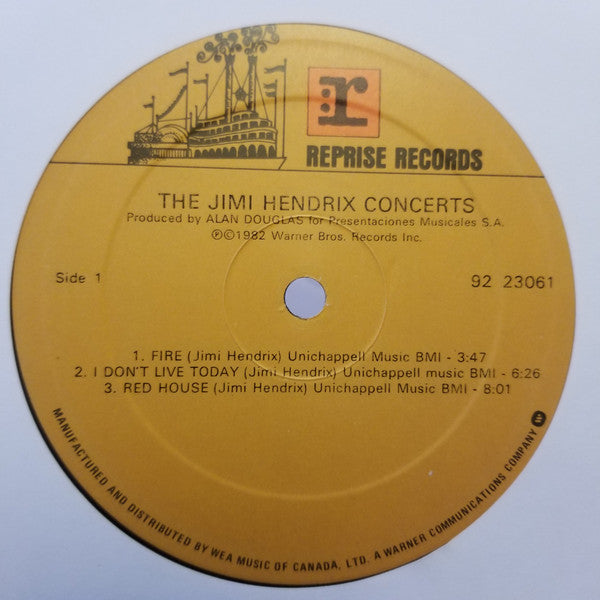 :r
REPRISE RECORDS
THE JIMI HENDRIX CONCERTS
Produced by ALAN DOUGLAS for Presentaciones Musicales S.A.
℗©1982 Warner Bros. Records Inc.
Side 1
92 23061
1. FIRE (Jimi Hendrix) Unichappell Music BMI - 3:47
2. I DON'T LIVE TODAY (Jimi Hendrix) Unichappell music BMI - 6:26
3. RED HOUSE (Jimi Hendrix) Unichappell Music BMI - 8:01
MANUFACTURED AND DISTRIBUTED BY WEA MUSIC OF CANADA, LTD. A WARNER COMMUNICATIONS COMPANY